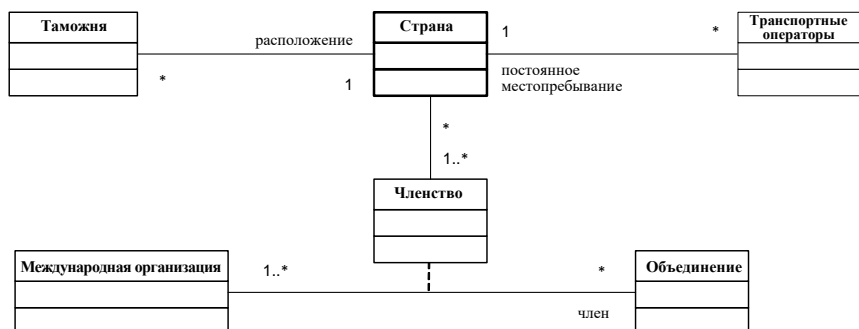 Таможня
расположение
Страна
1
*
Транспортные
операторы
*
1
постоянное
местопребывание
*
1..*
Членство
Международная организация
1..*
*
Объединение
член